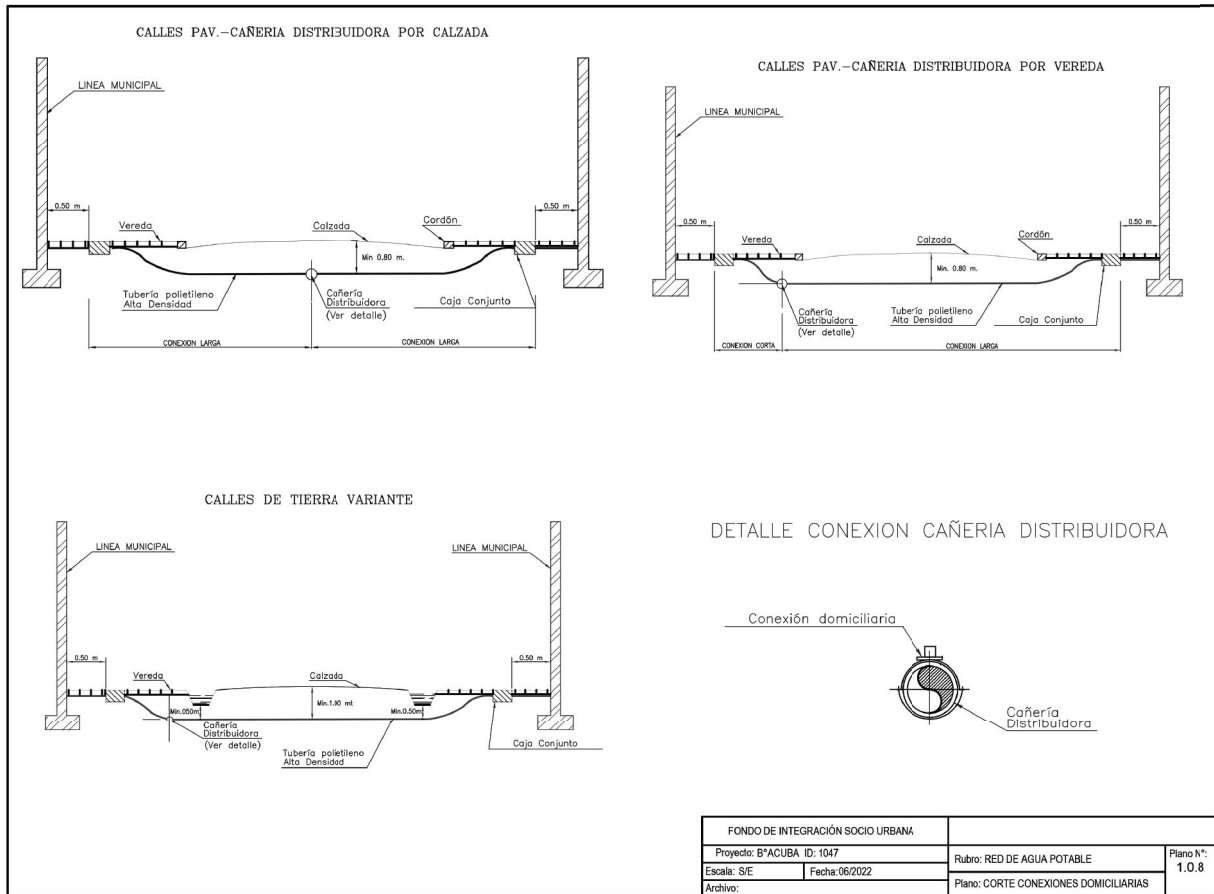 CALLES PAV.-CAÑERIA DISTRIBUIDORA POR CALZADA
LINEA MUNICIPAL
0.50 m
Vereda
Calzada
Cordón
0.50 m
Min 0.80 m.
Tubería polietileno
Alta Densidad
Cañería
Distribuidora
(Ver detalle)
Caja Conjunto
CONEXION LARGA
CONEXION LARGA
CALLES PAV.-CAÑERIA DISTRIBUIDORA POR VEREDA
LINEA MUNICIPAL
0.50 m
Vereda
Calzada
Cordón
0.50 m
Min. 0.80 m.
Cañería
Distribuidora
(Ver detalle)
Tubería polietileno
Alta Densidad
Caja Conjunto
CONEXION CORTA
CONEXION LARGA
CALLES DE TIERRA VARIANTE
LINEA MUNICIPAL
LINEA MUNICIPAL
0.50 m
Vereda
Calzada
0.50 m
Min.050m
Min.1.00 mt
Min.0.50m
Cañería
Distribuidora
(Ver detalle)
Tubería polietileno
Alta Densidad
Caja Conjunto
DETALLE CONEXION CAÑERIA DISTRIBUIDORA
Conexión domiciliaria
Cañería
Distribuidora
FONDO DE INTEGRACIÓN SOCIO URBANA
Proyecto: B°ACUBA ID: 1047
Escala: S/E
Fecha:06/2022
Archivo:
Rubro: RED DE AGUA POTABLE
Plano: CORTE CONEXIONES DOMICILIARIAS
Plano N°:
1.0.8